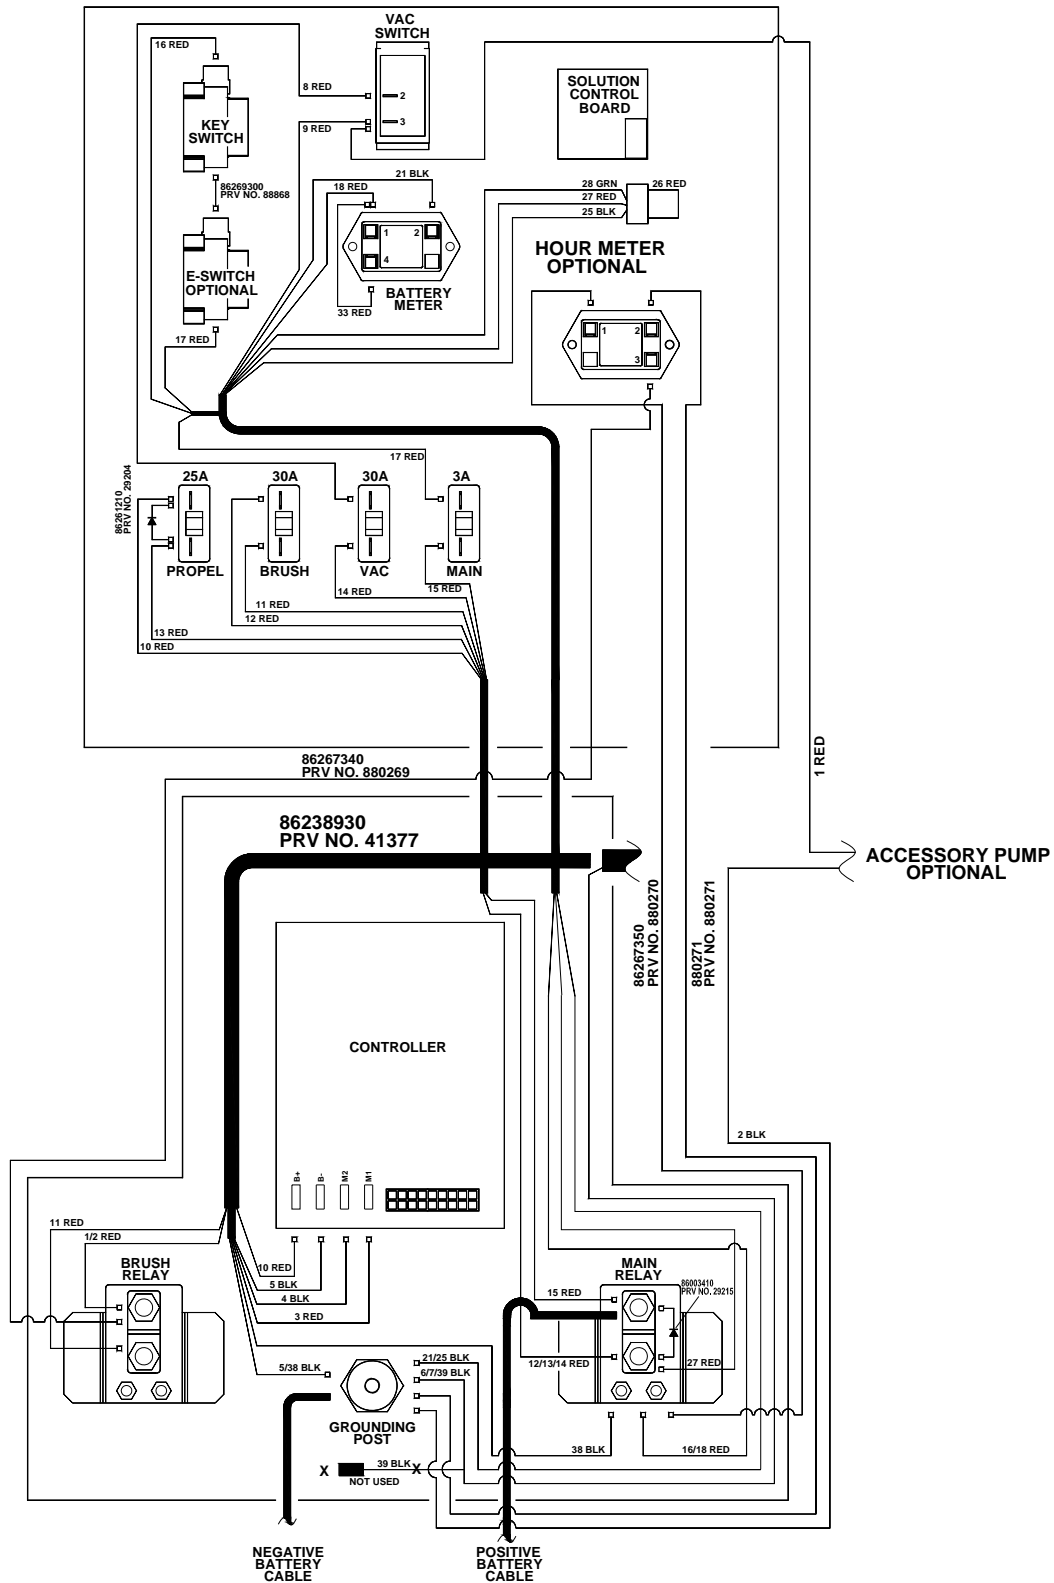 VAC
SWITCH
16 RED
8 RED
2
9 RED
3
KEY
SWITCH
SOLUTION
CONTROL
BOARD
86269300
PRV NO. 88868
21 BLK
18 RED
28 GRN
26 RED
27 RED
25 BLK
1
2
4
BATTERY
METER
33 RED
HOUR METER
OPTIONAL
E-SWITCH
OPTIONAL
17 RED
1
2
3
17 RED
86261210
PRV NO. 29204
25A
30A
30A
3A
PROPEL
BRUSH
VAC
MAIN
14 RED
15 RED
11 RED
12 RED
13 RED
10 RED
1 RED
86267340
PRV NO. 880269
86238930
PRV NO. 41377
ACCESSORY PUMP
OPTIONAL
86267350
PRV NO. 880270
880271
PRV NO. 880271
CONTROLLER
2 BLK
B+
B-
M2
M1
11 RED
1/2 RED
BRUSH
RELAY
10 RED
5 BLK
4 BLK
3 RED
MAIN
RELAY
86003410
PRV NO. 29215
15 RED
12/13/14 RED
27 RED
5/38 BLK
21/25 BLK
6/7/39 BLK
GROUNDING
POST
38 BLK
16/18 RED
X
39 BLK
X
NOT USED
NEGATIVE
BATTERY
CABLE
POSITIVE
BATTERY
CABLE